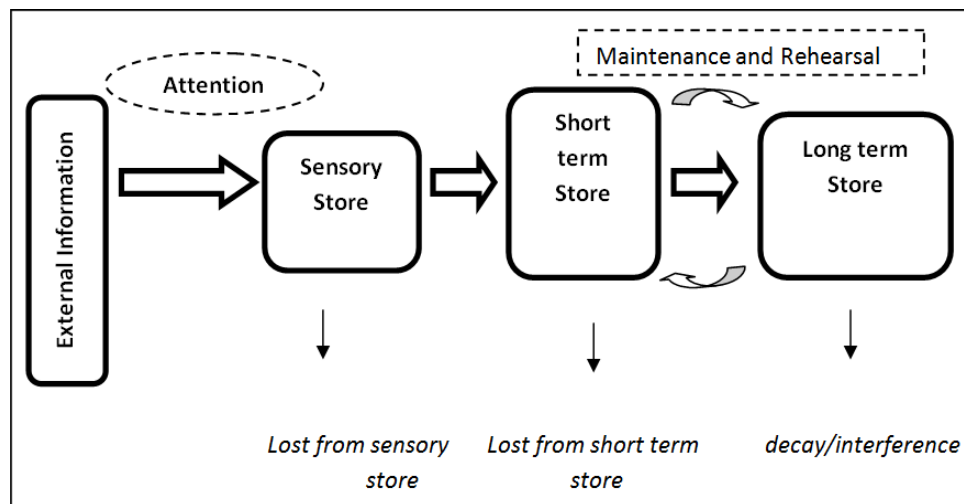 Maintenance and Rehearsal
Attention
External Information
Sensory
Store
Short
term
Store
Long term
Store
Lost from sensory
store
Lost from short term
store
decay/interference